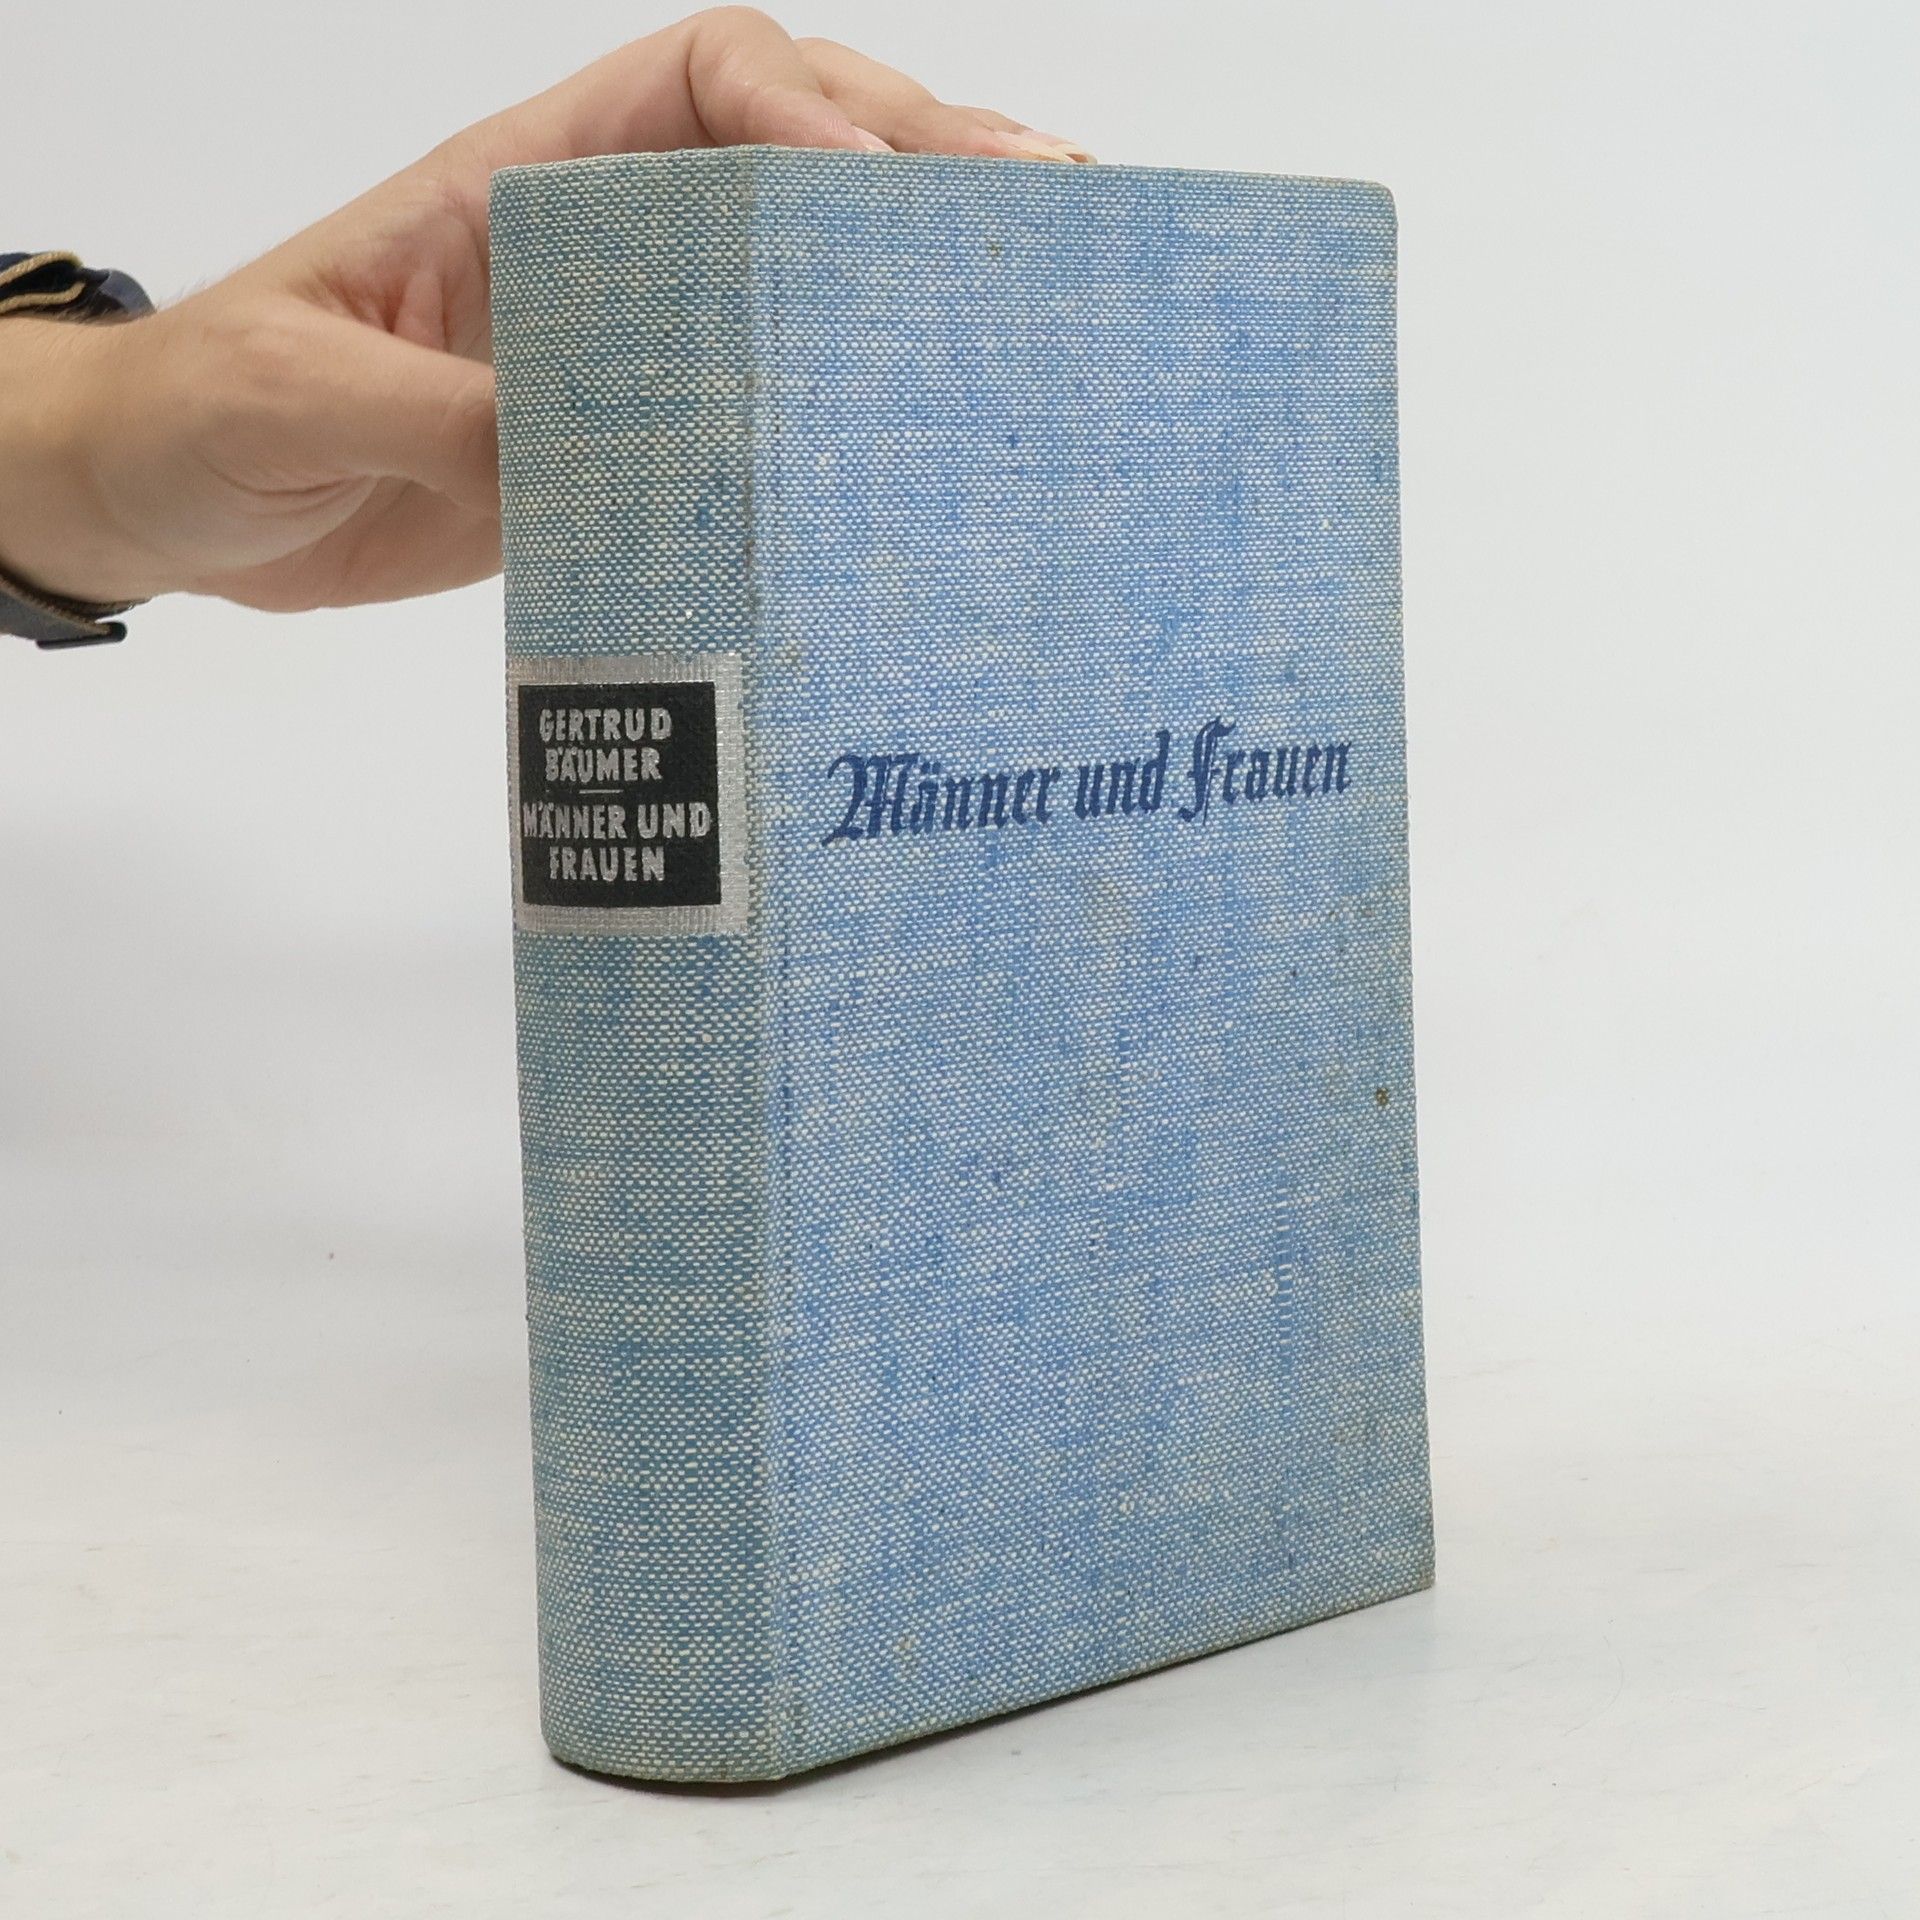 GERTRUD
BÄUMER
MÄNNER UND
FRAUEN
Männer und Frauen